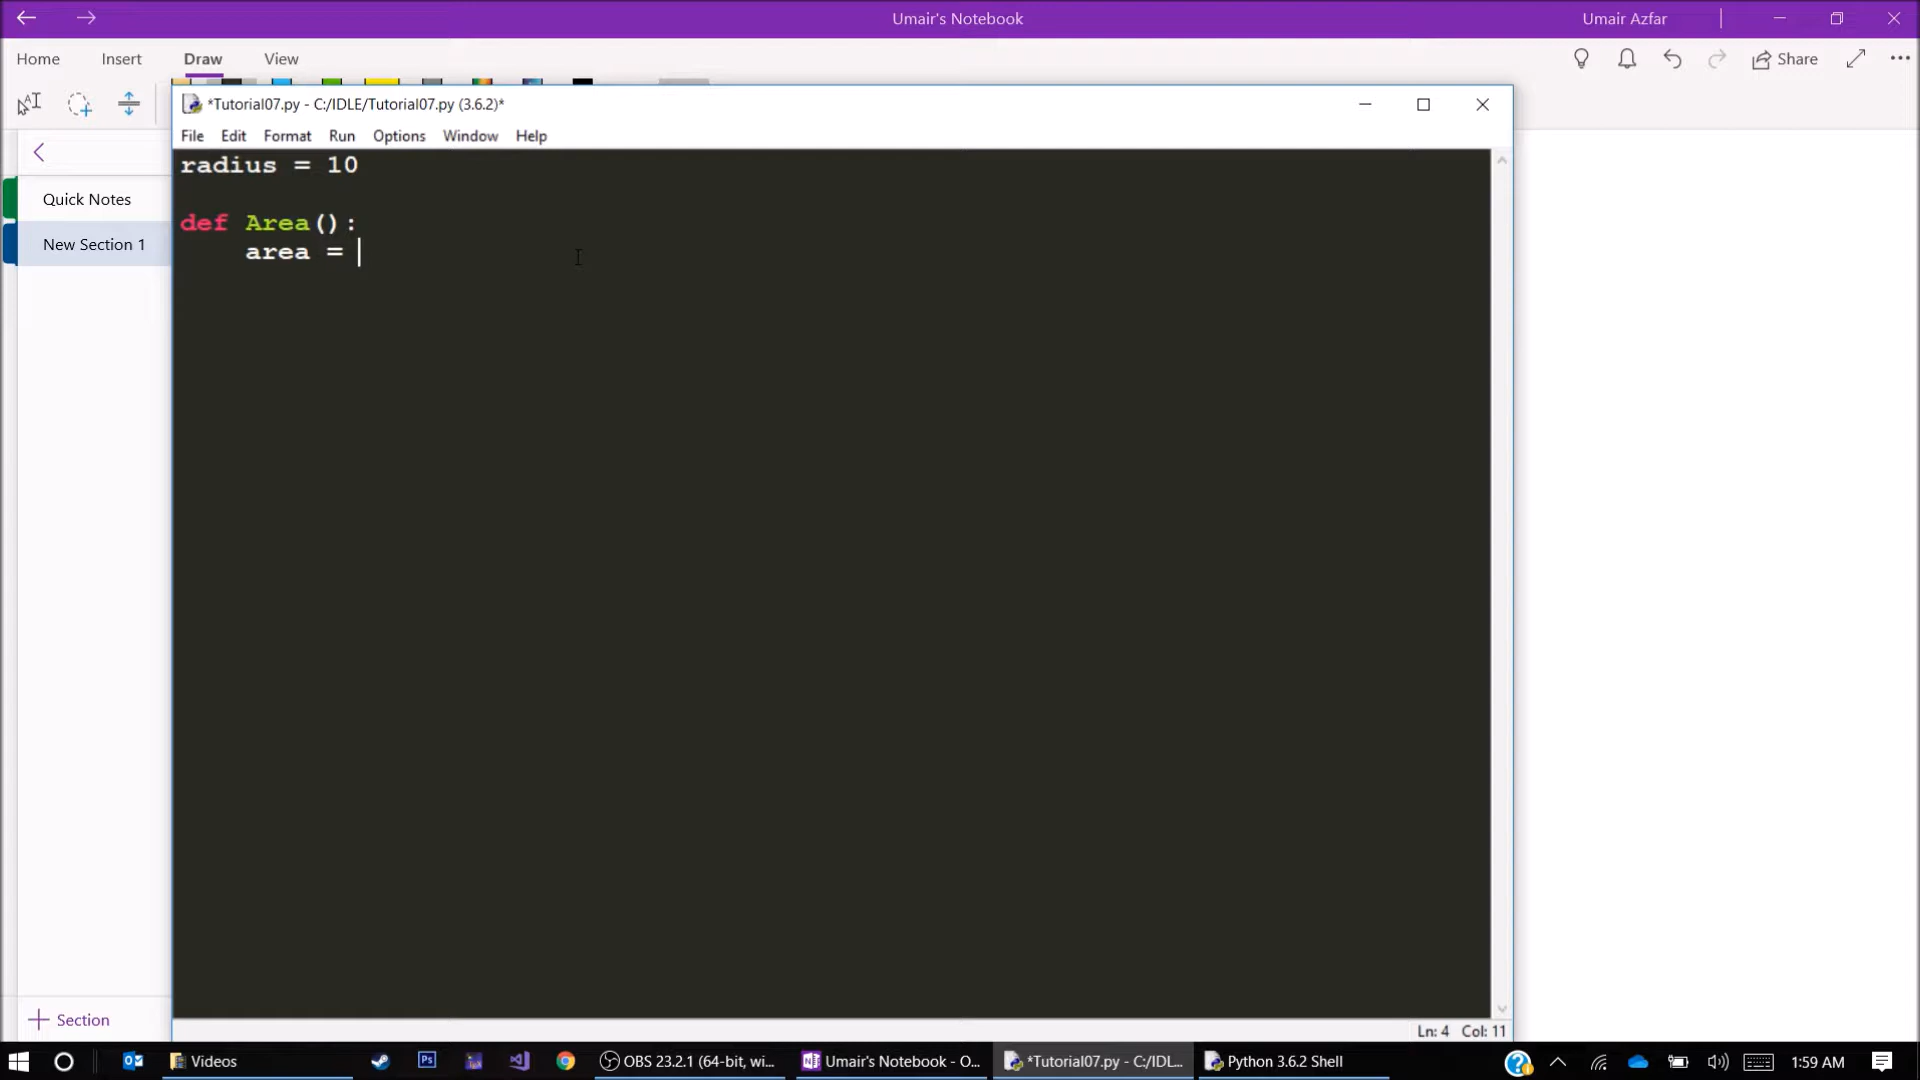 Umair's Notebook
Umair Azfar
Home Insert Draw View
Share
*Tutorial07.py - C:/IDLE/Tutorial07.py (3.6.2)*
File Edit Format Run Options Window Help
Quick Notes
New Section 1
radius = 10
def Area():
area =
Section
Ln: 4 Col: 11
Videos
OBS 23.2.1 (64-bit, wi...
Umair's Notebook - O...
*Tutorial07.py - C:/IDL...
Python 3.6.2 Shell
1:59 AM